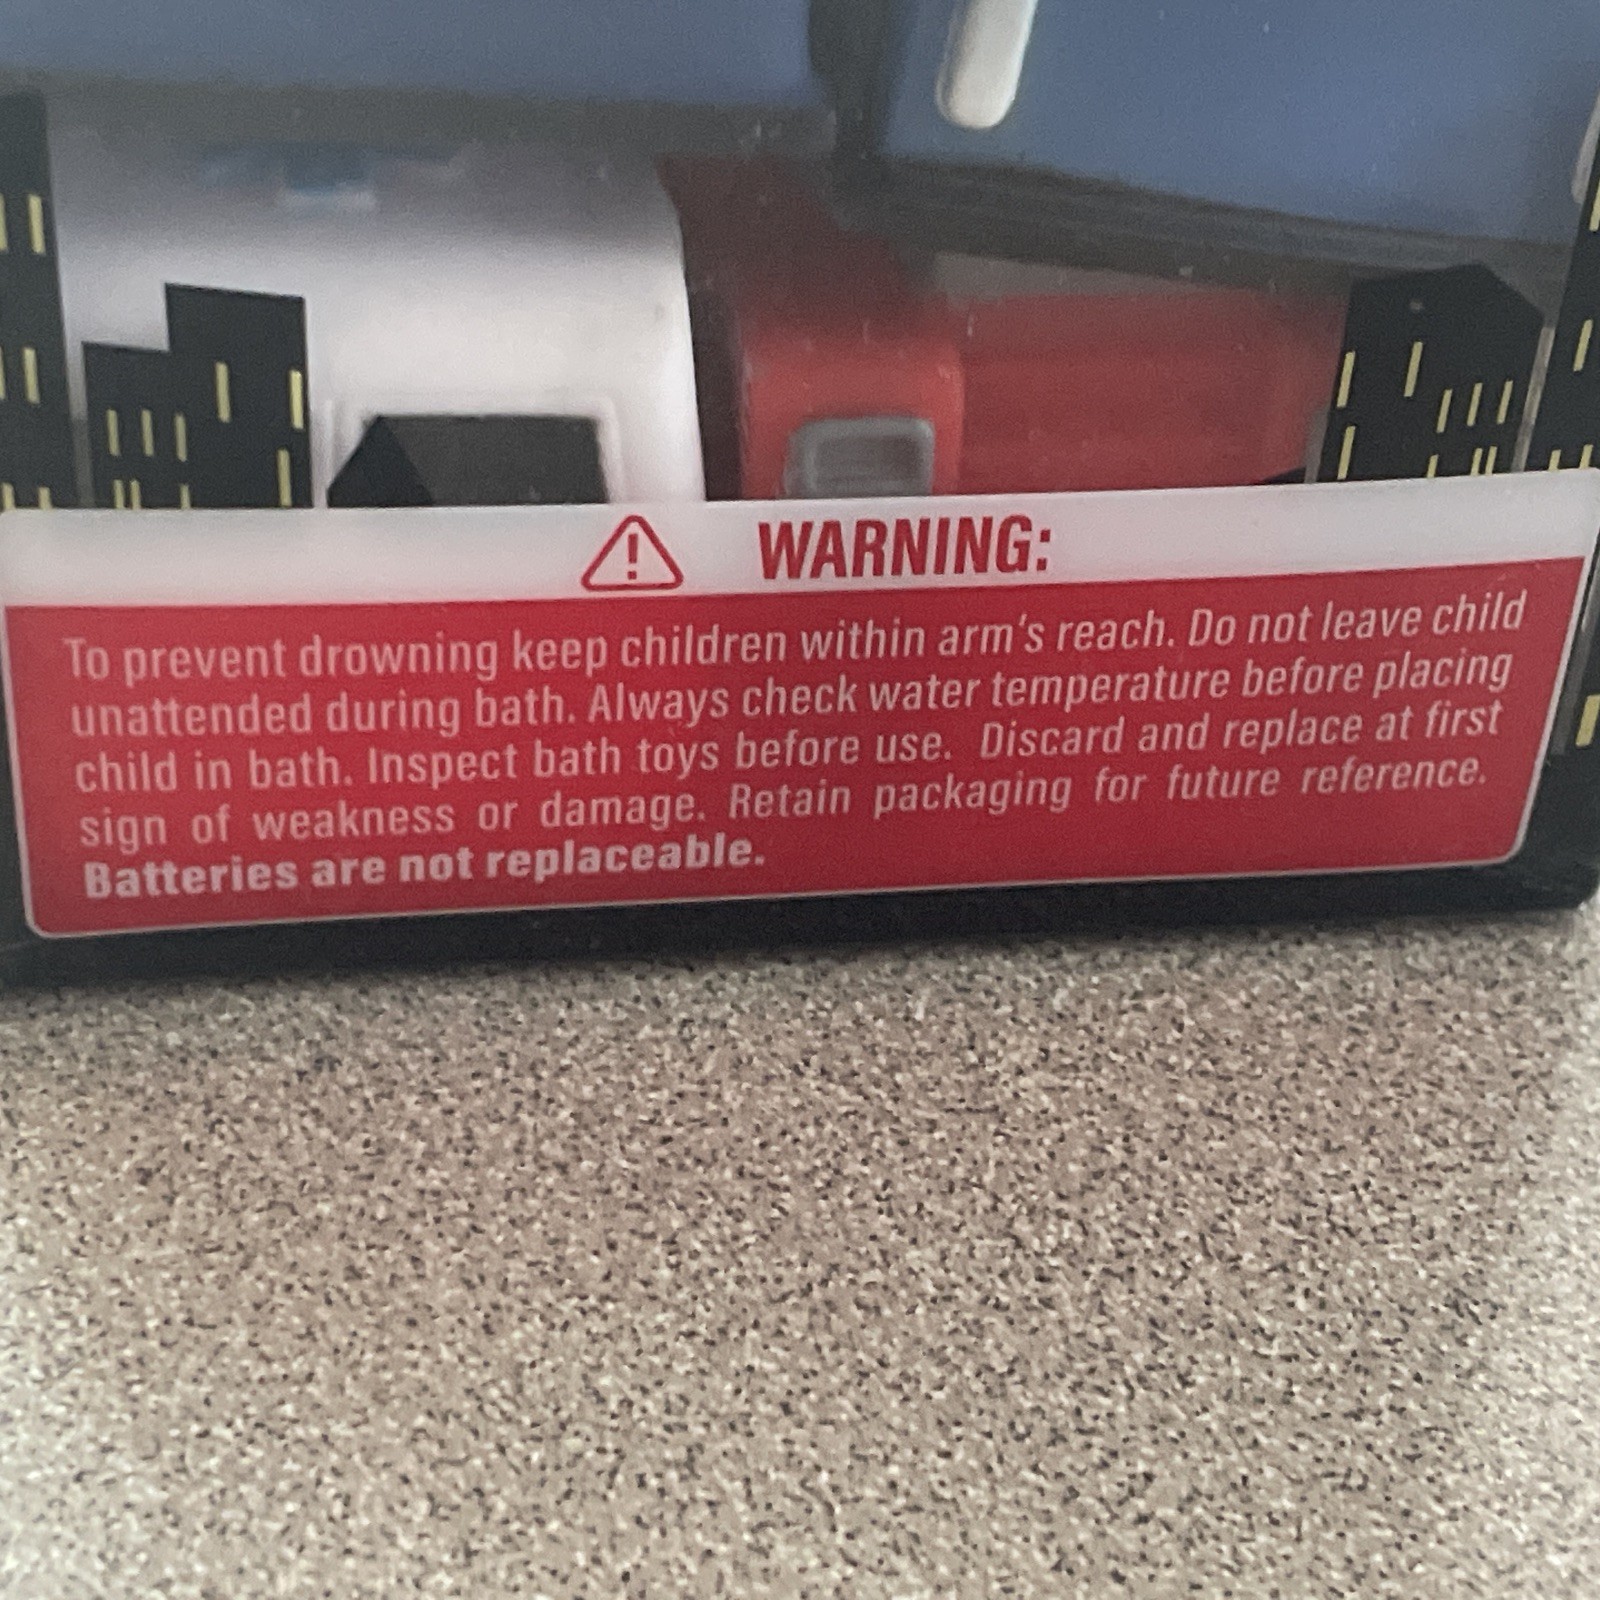 WARNING:
To prevent drowning keep children within arm's reach. Do not leave child
unattended during bath. Always check water temperature before placing
child in bath. Inspect bath toys before use. Discard and replace at first
sign of weakness or damage. Retain packaging for future reference.
Batteries are not replaceable.